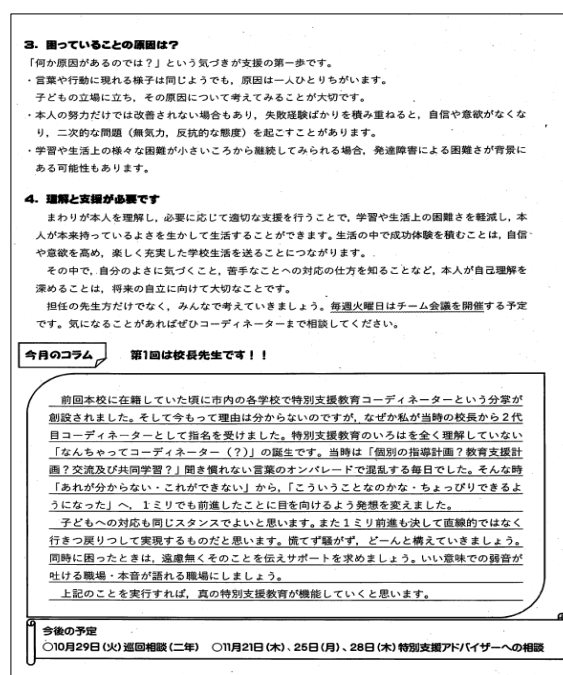 3．困っていることの原因は？
「何か原因があるのでは？」という気づきが支援の第一歩です。
・言葉や行動に現れる様子は同じようでも，原因は一人ひとりちがいます。
子どもの立場に立ち，その原因について考えてみることが大切です。
・本人の努力だけでは改善されない場合もあり，失敗経験ばかりを積み重ねると，自信や意欲がなくな
り，二次的な問題（無気力，反抗的な態度）を起こすことがあります。
・学習や生活上の様々な困難が小さいころから継続してみられる場合，発達障害による困難さが背景に
ある可能性もあります。
4．理解と支援が必要です
まわりが本人を理解し，必要に応じて適切な支援を行うことで，学習や生活上の困難さを軽減し，本
人が本来持っているよさを生かして生活することができます。生活の中で成功体験を積むことは，自信
や意欲を高め，楽しく充実した学校生活を送ることにつながります。
その中で，自分のよさに気づくこと，苦手なことへの対応の仕方を知ることなど，本人が自己理解を
深めることは，将来の自立に向けて大切なことです。
担任の先生方だけでなく，みんなで考えていきましょう。毎週火曜日はチーム会議を開催する予定
です。気になることがあればぜひコーディネーターまで相談してください。
今月のコラム　第1回は校長先生です！！
前回本校に在籍していた頃に市内の各学校で特別支援教育コーディネーターという分掌が
創設されました。そして今もって理由は分からないのですが，なぜか私が当時の校長から２代
目コーディネーターとして指名を受けました。特別支援教育のいろはを全く理解していない
「なんちゃってコーディネーター（？）」の誕生です。当時は「個別の指導計画？教育支援計
画？交流及び共同学習？」聞き慣れない言葉のオンパレードで混乱する毎日でした。そんな時
「あれが分からない・これができない」から，「こういうことなのかな・ちょっぴりできるよ
うになった」へ，１ミリでも前進したことに目を向けるよう発想を変えました。
子どもへの対応も同じスタンスでよいと思います。また１ミリ前進も決して直線的ではなく
行きつ戻りつして実現するものだと思います。慌てず騒がず，どーんと構えていきましょう。
同時に困ったときは，遠慮無くそのことを伝えサポートを求めましょう。いい意味での弱音が
吐ける職場・本音が語れる職場にしましょう。
上記のことを実行すれば，真の特別支援教育が機能していくと思います。
今後の予定
○10月29日（火）巡回相談（二年）　○11月21日（木）、25日（月）、28日（木）特別支援アドバイザーへの相談